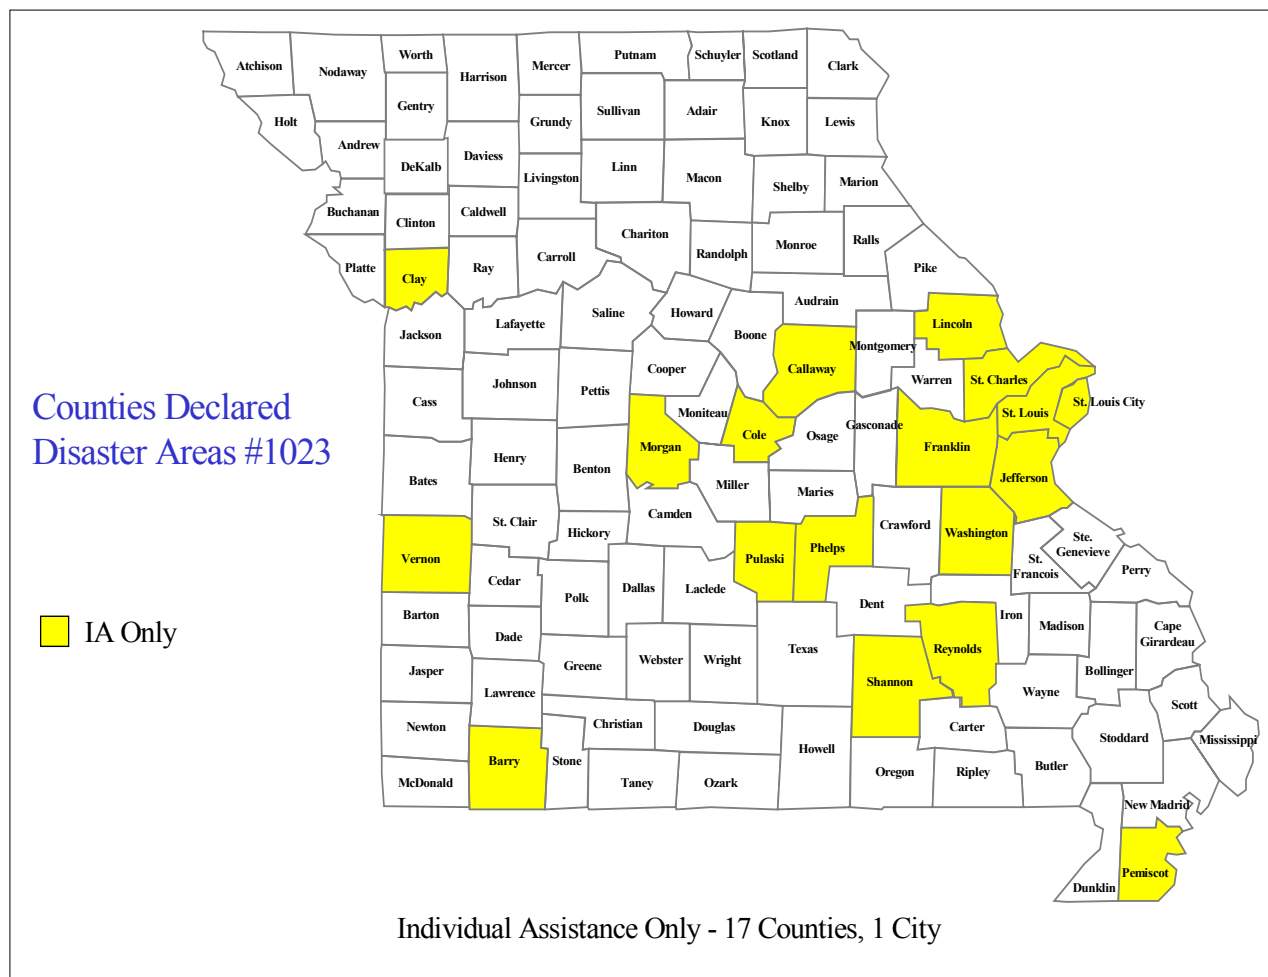 Worth
Putnam
Schuyler
Scotland
Atchison
Nodaway
Harrison
Mercer
Clark
Gentry
Holt
Grundy
Sullivan
Adair
Knox
Lewis
Andrew
DeKalb
Daviess
Livingston
Linn
Macon
Shelby
Marion
Buchanan
Clinton
Caldwell
Chariton
Randolph
Monroe
Ralls
Platte
Clay
Ray
Carroll
Pike
Audrain
Jackson
Lafayette
Saline
Howard
Boone
Lincoln
Montgomery
Callaway
Cooper
Warren
St. Charles
Cass
Johnson
Pettis
Moniteau
St. Louis
St. Louis City
Counties Declared
Disaster Areas #1023
Morgan
Cole
Osage
Gasconade
Franklin
Henry
Benton
Bates
Miller
Maries
Jefferson
St. Clair
Camden
Crawford
Hickory
Washington
Ste.
Genevieve
Vernon
Pulaski
Phelps
St.
Francois
Perry
Cedar
Polk
Dallas
Laclede
Dent
Barton
Iron
Madison
Cape
Girardeau
IA Only
Dade
Texas
Reynolds
Greene
Webster
Wright
Bollinger
Jasper
Lawrence
Shannon
Wayne
Scott
Newton
Christian
Douglas
Carter
Stoddard
Mississippi
Howell
Barry
Stone
McDonald
Taney
Ozark
Oregon
Ripley
Butler
New Madrid
Pemiscot
Dunklin
Individual Assistance Only - 17 Counties, 1 City